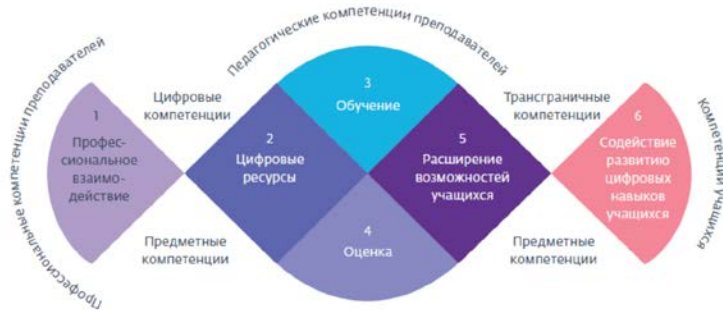 Профессиональные компетенции преподавателей
Педагогические компетенции преподавателей
Компетенции учащихся
1
Профес-
сиональное
взаимо-
действие
Цифровые
компетенции
Предметные
компетенции
2
Цифровые
ресурсы
3
Обучение
4
Оценка
5
Расширение
возможностей
учащихся
Трансграничные
компетенции
Предметные
компетенции
6
Содействие
развитию
цифровых
навыков
учащихся